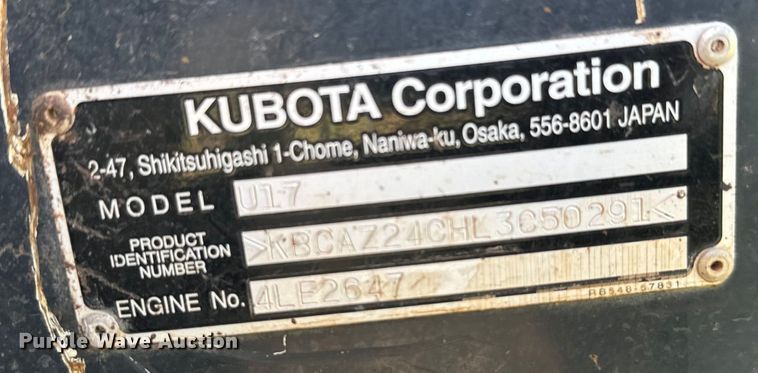 KUBOTA Corporation
2-47, Shikitsuhigashi 1-Chome, Naniwa-ku, Osaka, 556-8601 JAPAN
MODEL U17
PRODUCT
IDENTIFICATION
NUMBER >KBCAZ24CHL3C50291<
ENGINE No. 4LE2647
RB548-57831
Purple Wave Auction